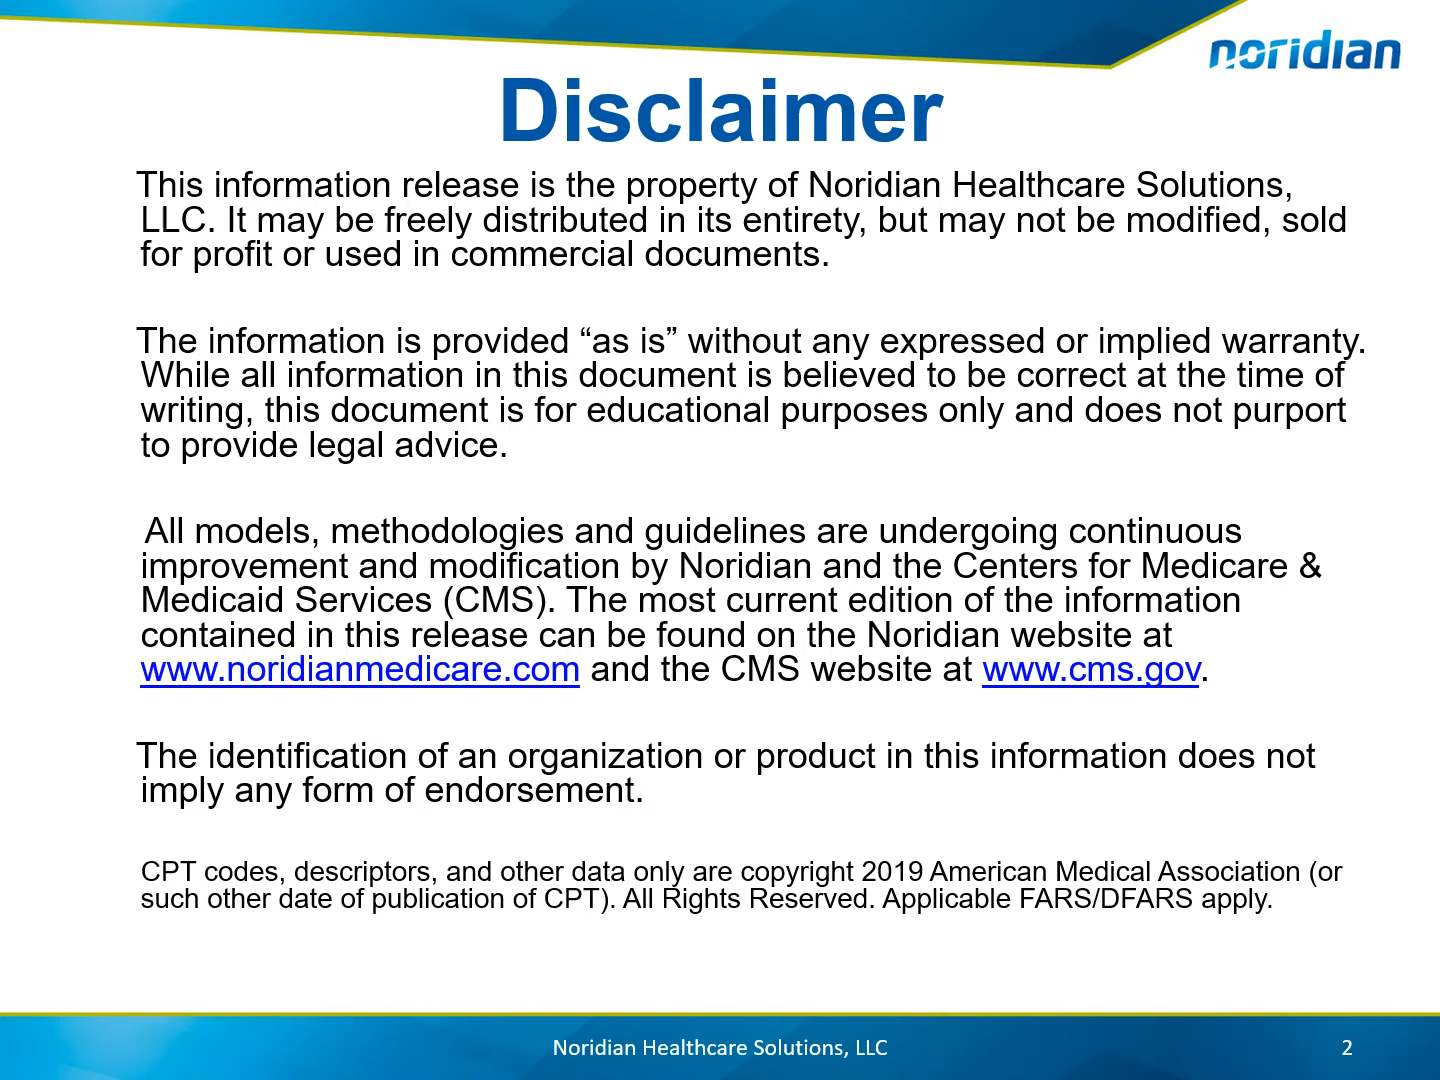 noridian
Disclaimer
This information release is the property of Noridian Healthcare Solutions,
LLC. It may be freely distributed in its entirety, but may not be modified, sold
for profit or used in commercial documents.
The information is provided “as is” without any expressed or implied warranty.
While all information in this document is believed to be correct at the time of
writing, this document is for educational purposes only and does not purport
to provide legal advice.
All models, methodologies and guidelines are undergoing continuous
improvement and modification by Noridian and the Centers for Medicare &
Medicaid Services (CMS). The most current edition of the information
contained in this release can be found on the Noridian website at
www.noridianmedicare.com and the CMS website at www.cms.gov.
The identification of an organization or product in this information does not
imply any form of endorsement.
CPT codes, descriptors, and other data only are copyright 2019 American Medical Association (or
such other date of publication of CPT). All Rights Reserved. Applicable FARS/DFARS apply.
Noridian Healthcare Solutions, LLC
2